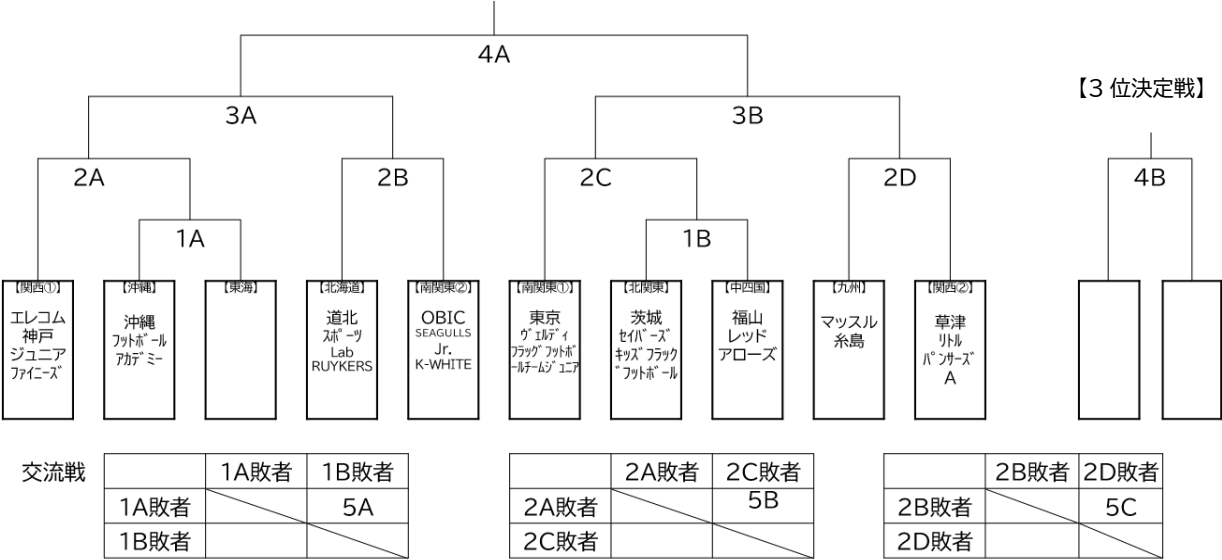 4A
【3 位決定戦】
3A
3B
2A
2B
2C
2D
4B
1A
1B
【関西①】
エレコム
神戸
ジュニア
ファイニーズ
【沖縄】
沖縄
フットボール
アカデミー
【東海】
【北海道】
道北
スポーツ
Lab
RUYKERS
【南関東②】
OBIC
SEAGULLS
Jr.
K-WHITE
【南関東①】
東京
ヴェルディ
フラッグフットボ
ールチームジュニア
【北関東】
茨城
セイバーズ
キッズフラッグ
フットボール
【中四国】
福山
レッド
アローズ
【九州】
マッスル
糸島
【関西②】
草津
リトル
パンサーズ
A
交流戦
1A敗者 1B敗者
1A敗者 5A
1B敗者
2A敗者 2C敗者
2A敗者 5B
2C敗者
2B敗者 2D敗者
2B敗者 5C
2D敗者